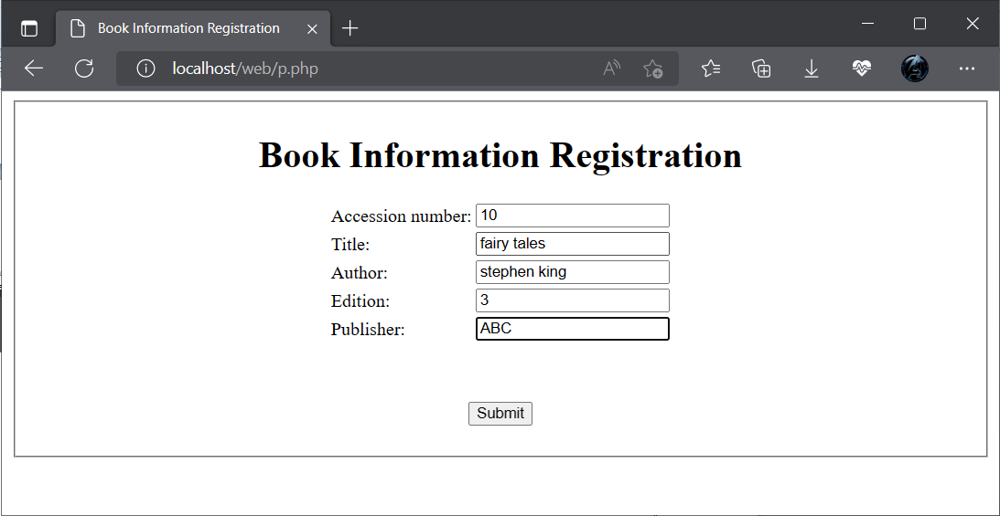 Book Information Registration
localhost/web/p.php
Book Information Registration
Accession number: 10
Title: fairy tales
Author: stephen king
Edition: 3
Publisher: ABC
Submit